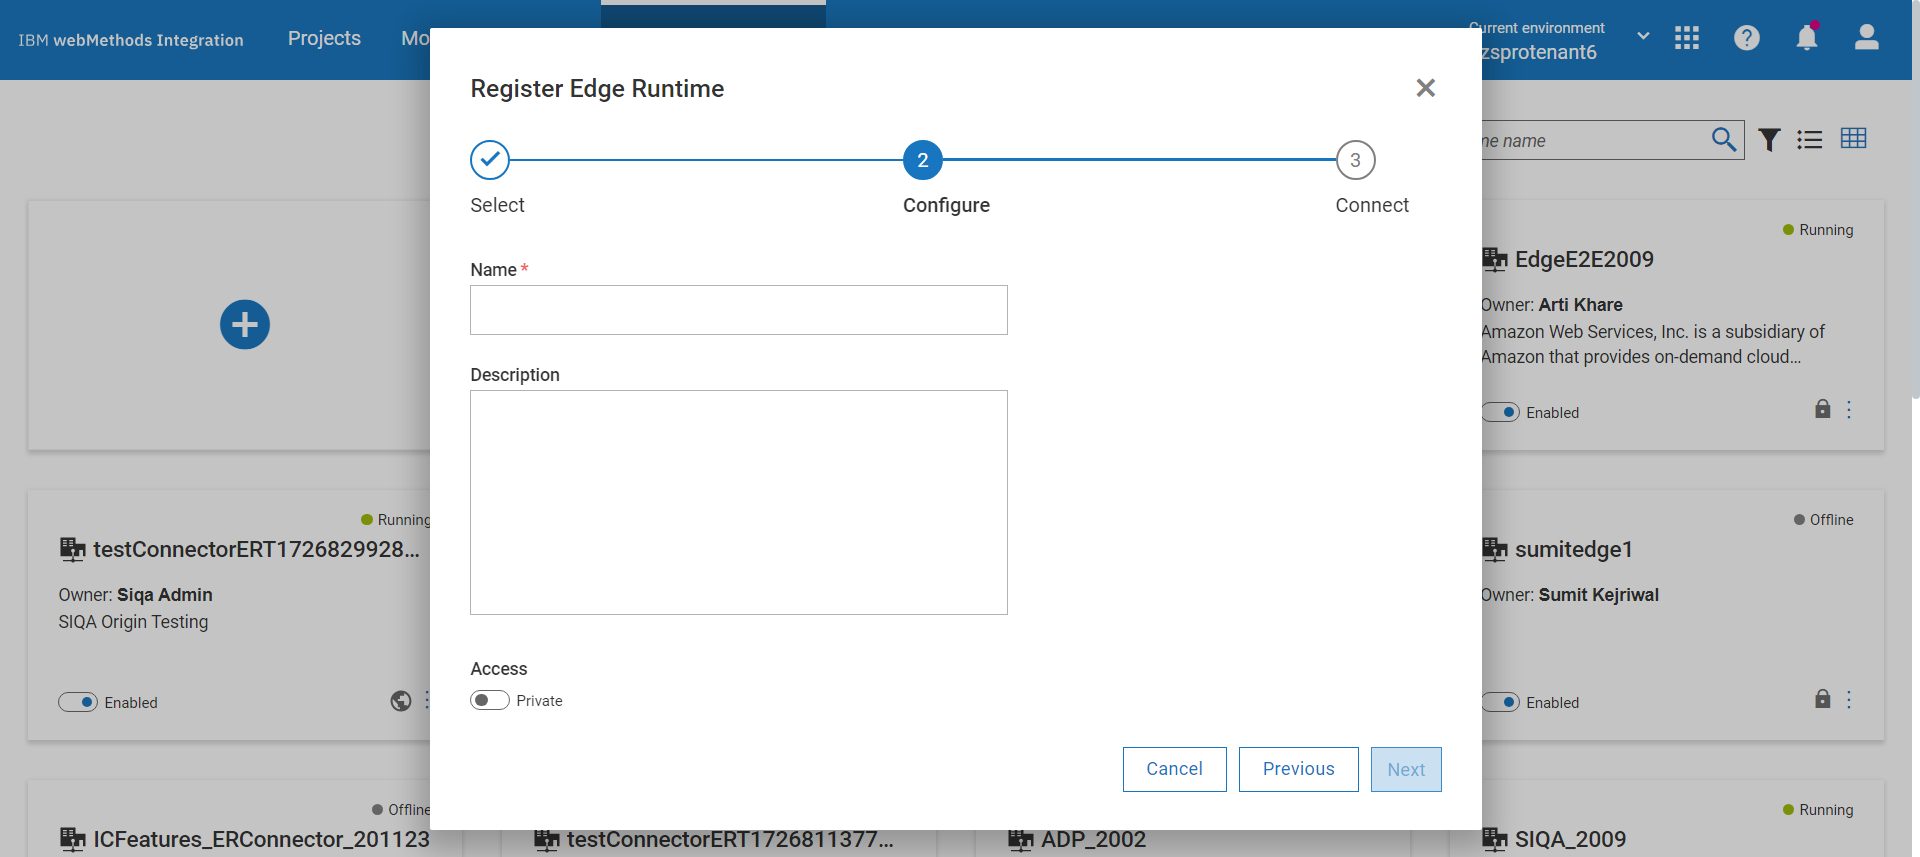 IBM webMethods Integration
Projects
Mo
Current environment
zsprotenant6
Register Edge Runtime
2
3
Select
Configure
Connect
me name
Name *
Description
Access
Private
Cancel
Previous
Next
Running
EdgeE2E2009
Owner: Arti Khare
Amazon Web Services, Inc. is a subsidiary of
Amazon that provides on-demand cloud...
Enabled
Running
testConnectorERT1726829928...
Owner: Siqa Admin
SIQA Origin Testing
Enabled
Offline
sumitedge1
Owner: Sumit Kejriwal
Enabled
Offline
ICFeatures_ERConnector_201123
testConnectorERT1726811377...
ADP_2002
Running
SIQA_2009